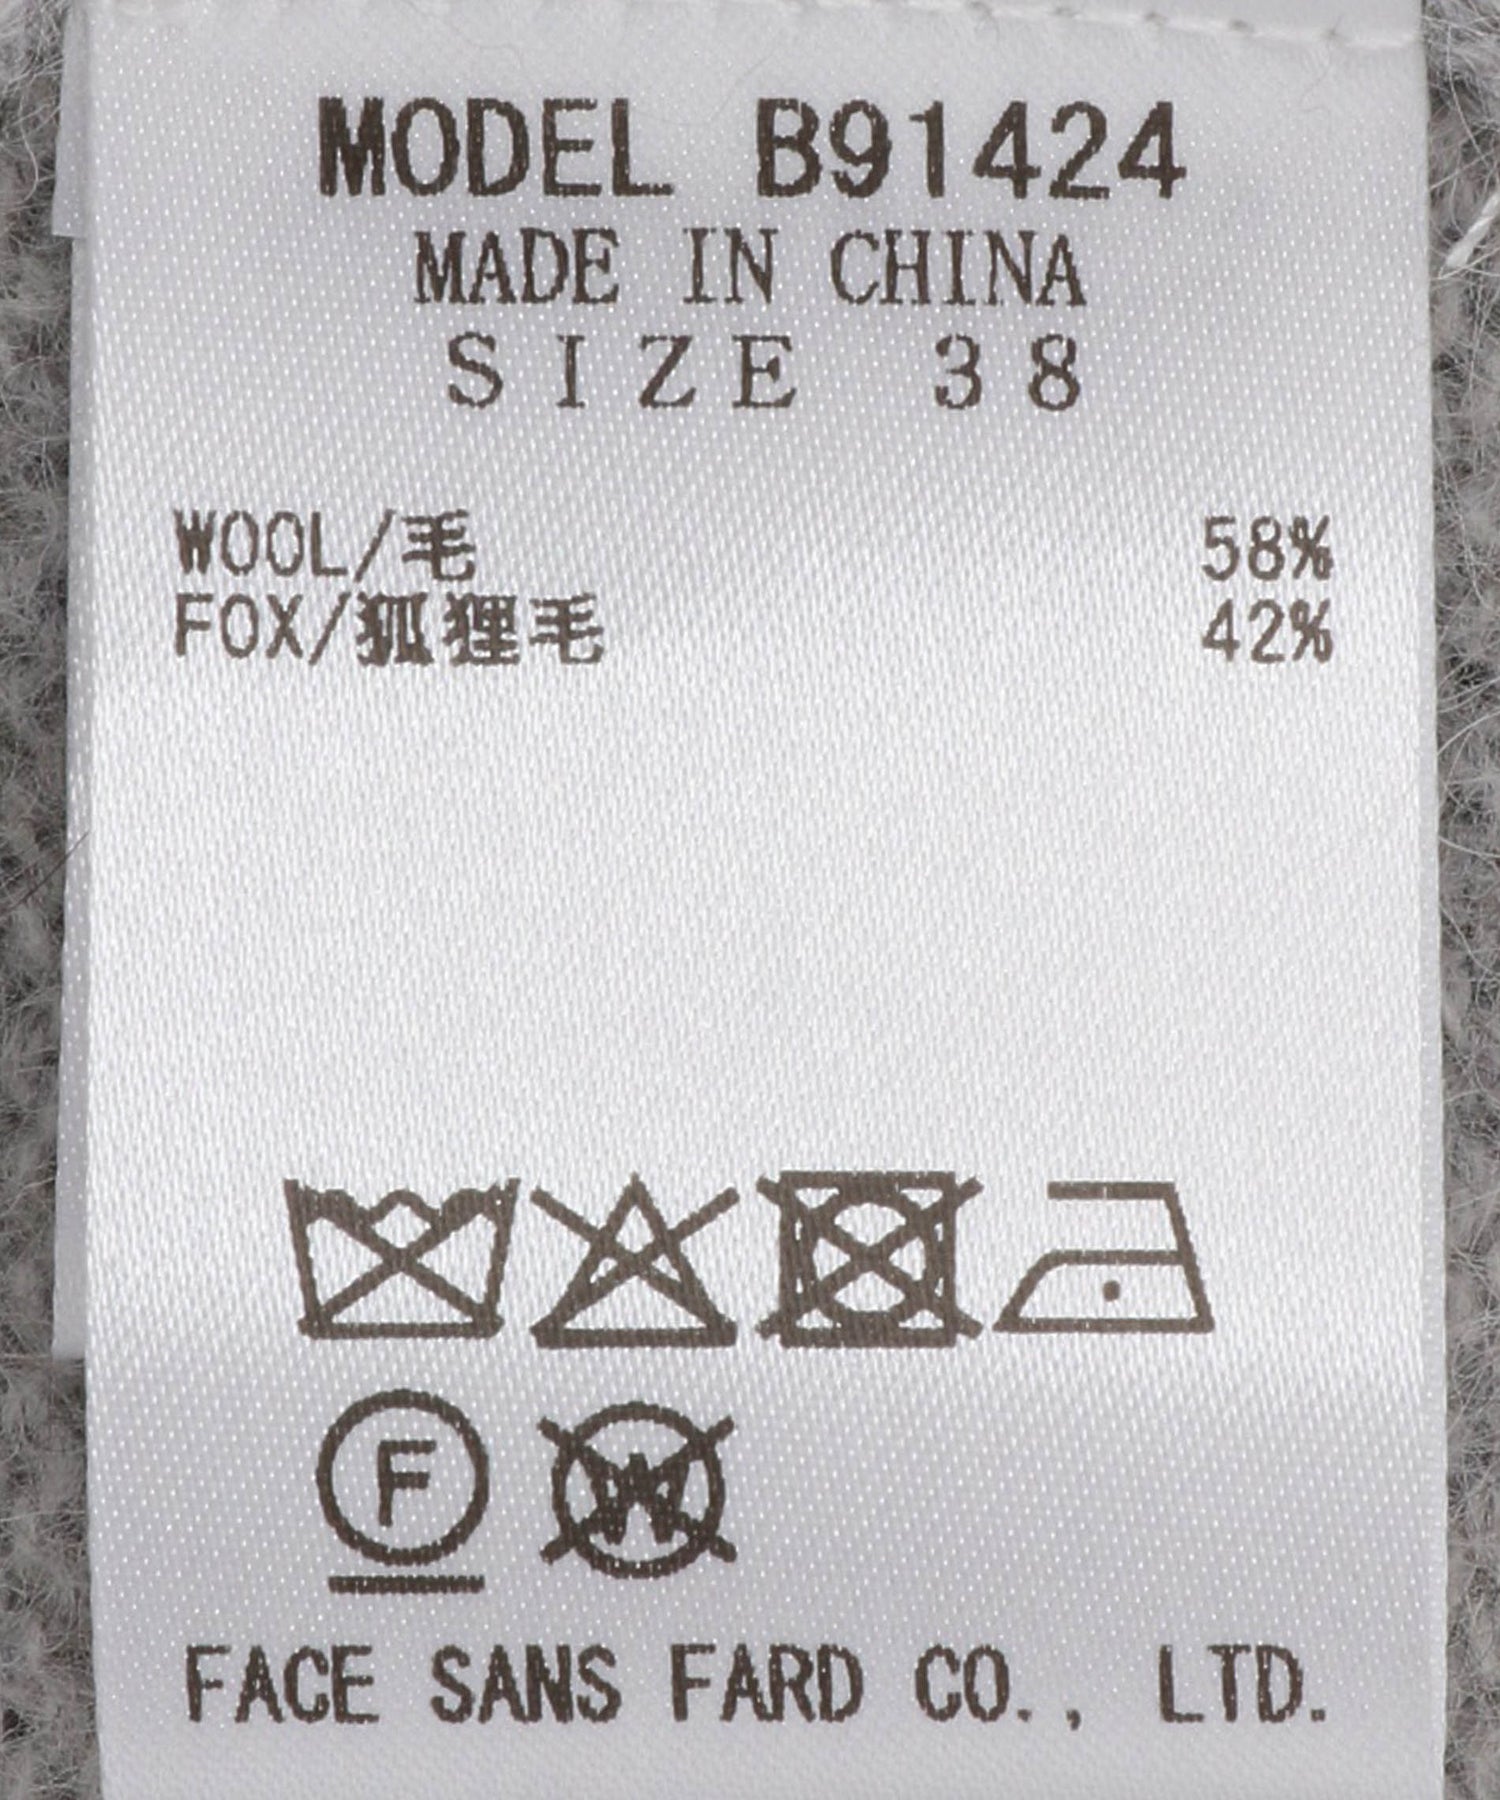 MODEL B91424
MADE IN CHINA
SIZE 38
WOOL/毛 58%
FOX/狐狸毛 42%
F W
FACE SANS FARD CO., LTD.